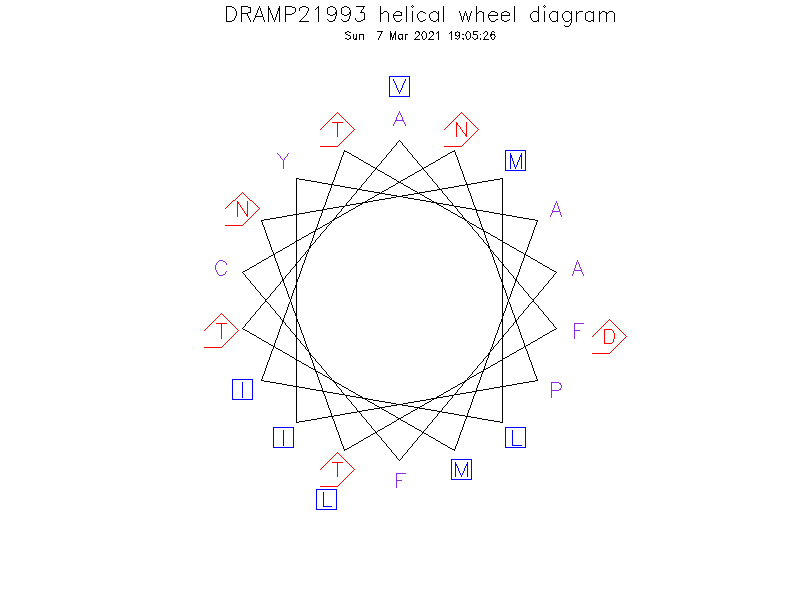 DRAMP21993 helical wheel diagram
Sun 7 Mar 2021 19:05:26
V
T A N
Y M
N A
C A
T F D
I P
I L
T F M
L